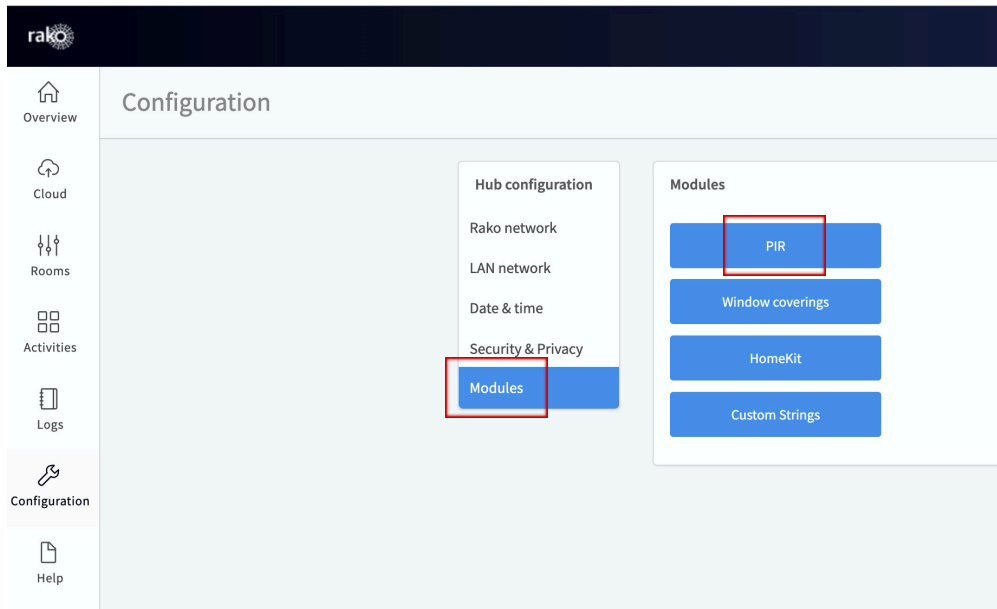 rako
Overview
Cloud
Rooms
Activities
Logs
Configuration
Help
Configuration
Hub configuration
Rako network
LAN network
Date & time
Security & Privacy
Modules
Modules
PIR
Window coverings
HomeKit
Custom Strings